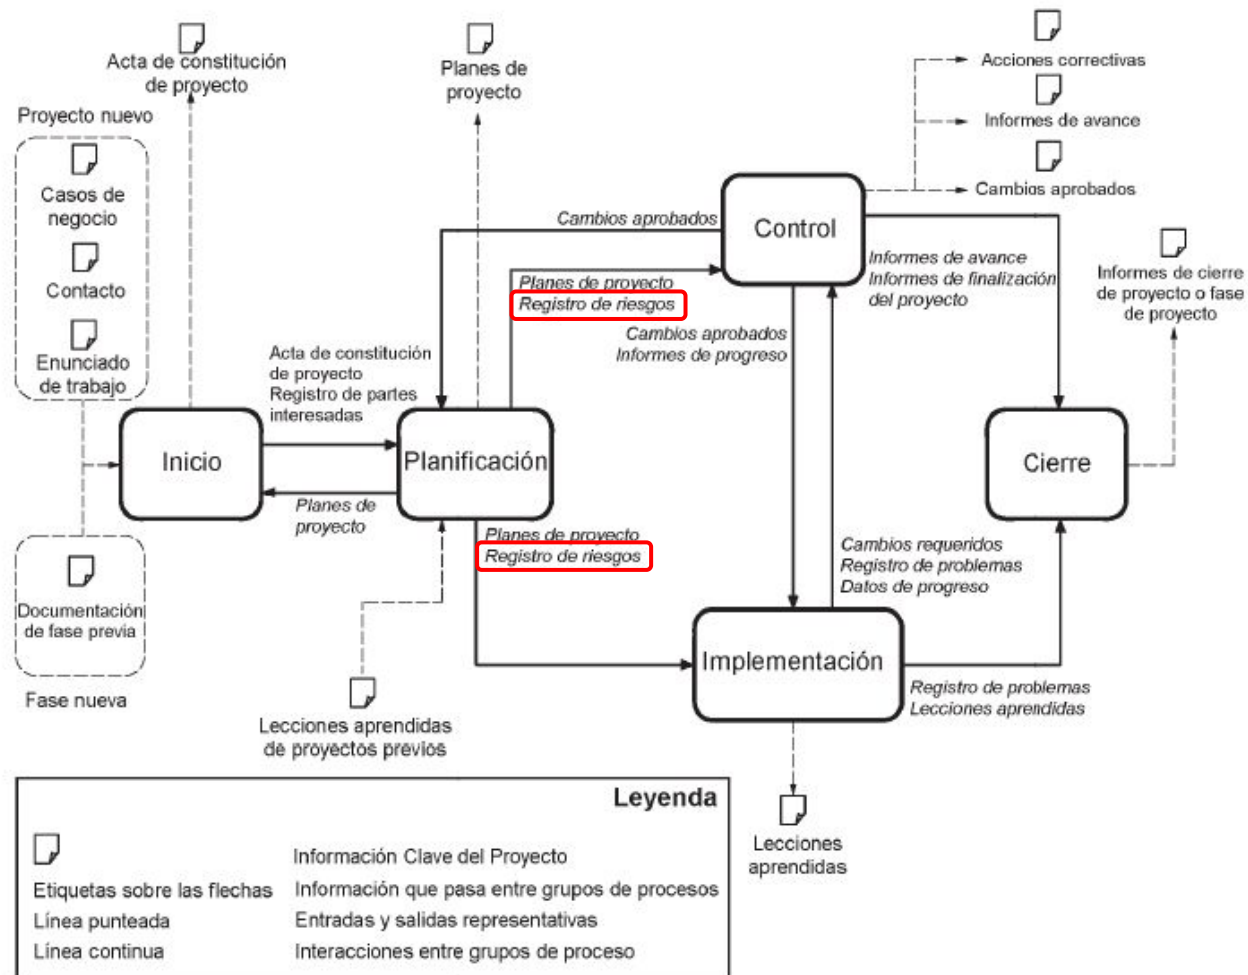 Acta de constitución
de proyecto
Planes de
proyecto
Acciones correctivas
Informes de avance
Cambios aprobados
Proyecto nuevo
Casos de
negocio
Contacto
Enunciado
de trabajo
Cambios aprobados
Control
Planes de proyecto
Registro de riesgos
Informes de avance
Informes de finalización
del proyecto
Cambios aprobados
Informes de progreso
Informes de cierre
de proyecto o fase
de proyecto
Acta de constitución
de proyecto
Registro de partes
interesadas
Inicio
Planificación
Cierre
Planes de
proyecto
Planes de proyecto
Registro de riesgos
Cambios requeridos
Registro de problemas
Datos de progreso
Documentación
de fase previa
Fase nueva
Implementación
Registro de problemas
Lecciones aprendidas
Lecciones aprendidas
de proyectos previos
Lecciones
aprendidas
Leyenda
Información Clave del Proyecto
Etiquetas sobre las flechas Información que pasa entre grupos de procesos
Línea punteada Entradas y salidas representativas
Línea continua Interacciones entre grupos de proceso